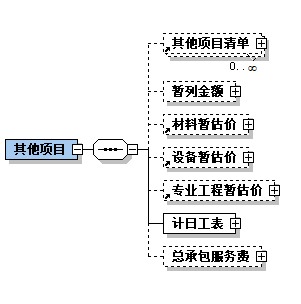 其他项目清单
0..∞
暂列金额
材料暂估价
其他项目
设备暂估价
专业工程暂估价
计日工表
总承包服务费